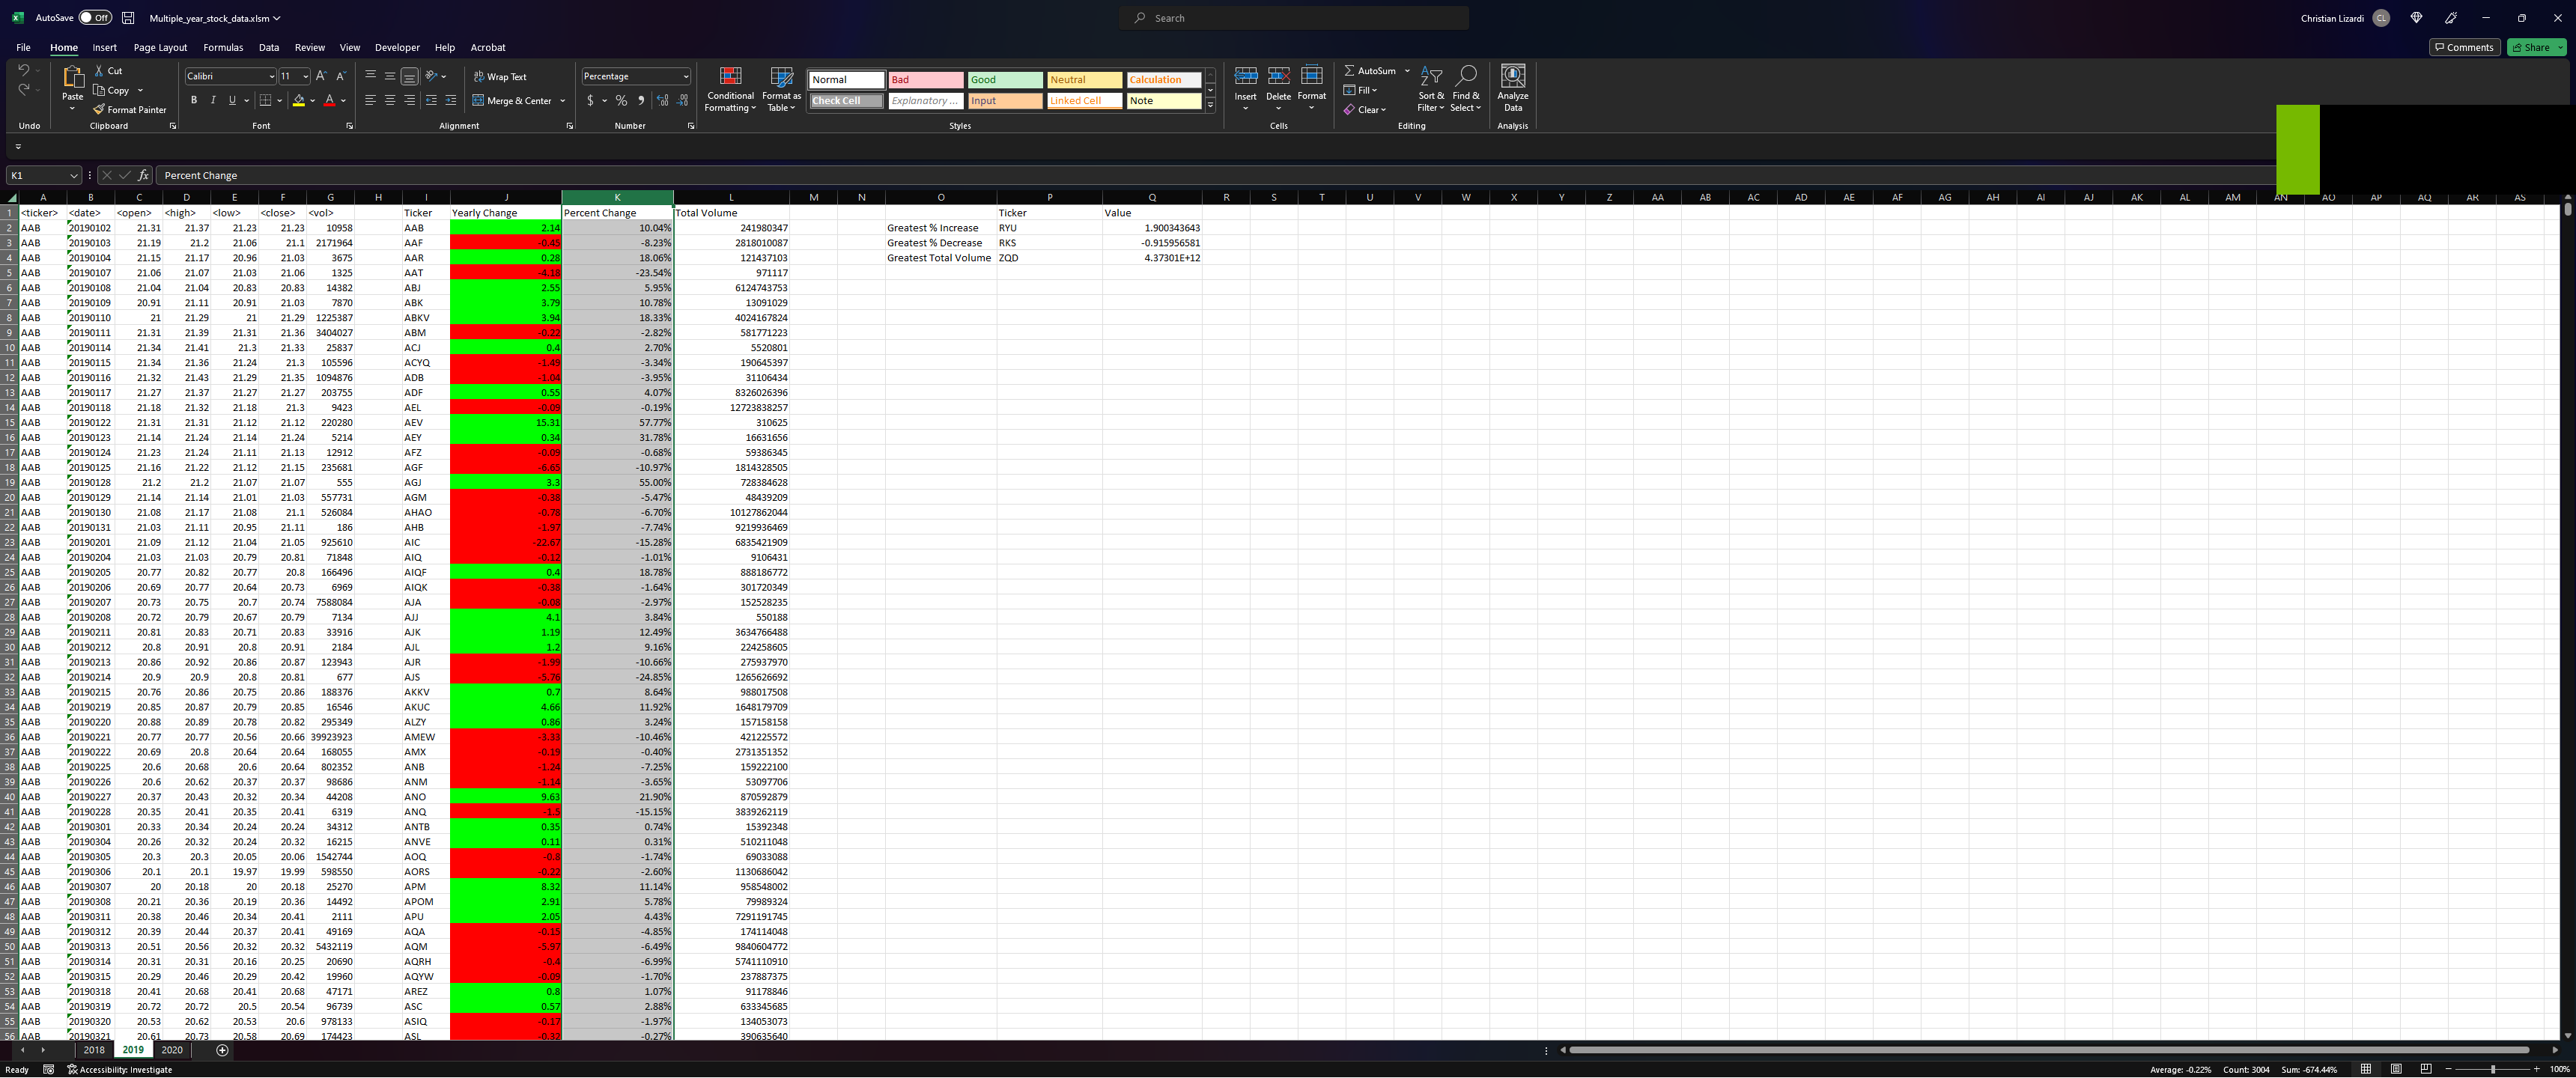 AutoSave Off Multiple_year_stock_data.xlsm Search Christian Lizardi CL
File Home Insert Page Layout Formulas Data Review View Developer Help Acrobat Comments Share
Cut Calibri 11 Wrap Text Percentage Normal Bad Good Neutral Calculation AutoSum
Paste Copy Conditional Formatting Format as Table Insert Delete Format Fill Sort & Filter Find & Select Analyze Data
Format Painter B I U Merge & Center $ % Check Cell Explanatory ... Input Linked Cell Note Clear
Undo Clipboard Font Alignment Number Styles Cells Editing Analysis
K1 fx Percent Change
A B C D E F G H I J K L M N O P Q R S T U V W X Y Z AA AB AC AD AE AF AG AH AI AJ AK AL AM AN AO AP AQ AR AS
1 <ticker> <date> <open> <high> <low> <close> <vol> Ticker Yearly Change Percent Change Total Volume Ticker Value
2 AAB 20190102 21.31 21.37 21.23 21.23 10958 AAB 2.14 10.04% 241980347 Greatest % Increase RYU 1.900343643
3 AAB 20190103 21.19 21.2 21.06 21.1 2171964 AAF -0.45 -8.23% 2818010087 Greatest % Decrease RKS -0.915956581
4 AAB 20190104 21.15 21.17 20.96 21.03 3675 AAR 0.28 18.06% 121437103 Greatest Total Volume ZQD 4.37301E+12
5 AAB 20190107 21.06 21.07 21.03 21.06 1325 AAT -4.18 -23.54% 971117
6 AAB 20190108 21.04 21.04 20.83 20.83 14382 ABJ 2.55 5.95% 6124743753
7 AAB 20190109 20.91 21.11 20.91 21.03 7870 ABK 3.79 10.78% 13091029
8 AAB 20190110 21 21.29 21 21.29 1225387 ABKV 3.94 18.33% 4024167824
9 AAB 20190111 21.31 21.39 21.31 21.36 3404027 ABM -0.22 -2.82% 581771223
10 AAB 20190114 21.34 21.41 21.3 21.33 25837 ACJ 0.4 2.70% 5520801
11 AAB 20190115 21.34 21.36 21.24 21.3 105596 ACYQ -1.49 -3.34% 190645397
12 AAB 20190116 21.32 21.43 21.29 21.35 1094876 ADB -1.04 -3.95% 31106434
13 AAB 20190117 21.27 21.37 21.27 21.27 203755 ADF 0.55 4.07% 8326026396
14 AAB 20190118 21.18 21.32 21.18 21.3 9423 AEL -0.09 -0.19% 12723838257
15 AAB 20190122 21.31 21.31 21.12 21.12 220280 AEV 15.31 57.77% 310625
16 AAB 20190123 21.14 21.24 21.14 21.24 5214 AEY 0.34 31.78% 16631656
17 AAB 20190124 21.23 21.24 21.11 21.13 12912 AFZ -0.09 -0.68% 59386345
18 AAB 20190125 21.16 21.22 21.12 21.15 235681 AGF -6.65 -10.97% 1814328505
19 AAB 20190128 21.2 21.2 21.07 21.07 555 AGJ 3.3 55.00% 728384628
20 AAB 20190129 21.14 21.14 21.01 21.03 557731 AGM -0.38 -5.47% 48439209
21 AAB 20190130 21.08 21.17 21.08 21.1 526084 AHAO -0.78 -6.70% 10127862044
22 AAB 20190131 21.03 21.11 20.95 21.11 186 AHB -1.97 -7.74% 9219936469
23 AAB 20190201 21.09 21.12 21.04 21.05 925610 AIC -22.67 -15.28% 6835421909
24 AAB 20190204 21.03 21.03 20.79 20.81 71848 AIQ -0.12 -1.01% 9106431
25 AAB 20190205 20.77 20.82 20.77 20.8 166496 AIQF 0.4 18.78% 888186772
26 AAB 20190206 20.69 20.77 20.64 20.73 6969 AIQK -0.38 -1.64% 301720349
27 AAB 20190207 20.73 20.75 20.7 20.74 7588084 AJA -0.08 -2.97% 152528235
28 AAB 20190208 20.72 20.79 20.67 20.79 7134 AJJ 4.1 3.84% 550188
29 AAB 20190211 20.81 20.83 20.71 20.83 33916 AJK 1.19 12.49% 3634766488
30 AAB 20190212 20.8 20.91 20.8 20.91 2184 AJL 1.2 9.16% 224258605
31 AAB 20190213 20.86 20.92 20.86 20.87 123943 AJR -1.99 -10.66% 275937970
32 AAB 20190214 20.9 20.9 20.8 20.81 677 AJS -5.76 -24.85% 1265626692
33 AAB 20190215 20.76 20.86 20.75 20.86 188376 AKKV 0.7 8.64% 988017508
34 AAB 20190219 20.85 20.87 20.79 20.85 16546 AKUC 4.66 11.92% 1648179709
35 AAB 20190220 20.88 20.89 20.78 20.82 295349 ALZY 0.86 3.24% 157158158
36 AAB 20190221 20.77 20.77 20.56 20.66 39923923 AMEW -3.33 -10.46% 421225572
37 AAB 20190222 20.69 20.8 20.64 20.64 168055 AMX -0.19 -0.40% 2731351352
38 AAB 20190225 20.6 20.68 20.6 20.64 802352 ANB -1.24 -7.25% 159222100
39 AAB 20190226 20.6 20.62 20.37 20.37 98686 ANM -1.14 -3.65% 53097706
40 AAB 20190227 20.37 20.43 20.32 20.34 44208 ANO 9.63 21.90% 870592879
41 AAB 20190228 20.35 20.41 20.35 20.41 6319 ANQ -1.5 -15.15% 3839262119
42 AAB 20190301 20.33 20.34 20.24 20.24 34312 ANTB 0.35 0.74% 15392348
43 AAB 20190304 20.26 20.32 20.24 20.32 16215 ANVE 0.11 0.31% 510211048
44 AAB 20190305 20.3 20.3 20.05 20.06 1542744 AOQ -0.8 -1.74% 69033088
45 AAB 20190306 20.1 20.1 19.97 19.99 598550 AORS -0.22 -2.60% 1130686042
46 AAB 20190307 20 20.18 20 20.18 25270 APM 8.32 11.14% 958548002
47 AAB 20190308 20.21 20.36 20.19 20.36 14492 APOM 2.91 5.78% 79989324
48 AAB 20190311 20.38 20.46 20.34 20.41 2111 APU 2.05 4.43% 7291191745
49 AAB 20190312 20.39 20.44 20.37 20.41 49169 AQA -0.15 -4.85% 174114048
50 AAB 20190313 20.51 20.56 20.32 20.32 5432119 AQM -5.97 -6.49% 9840604772
51 AAB 20190314 20.31 20.31 20.16 20.25 20690 AQRH -0.4 -6.99% 5741110910
52 AAB 20190315 20.29 20.46 20.29 20.42 19960 AQYW -0.09 -1.70% 237887375
53 AAB 20190318 20.41 20.68 20.41 20.68 47171 AREZ 0.8 1.07% 91178846
54 AAB 20190319 20.72 20.72 20.5 20.54 96739 ASC 0.57 2.88% 633345685
55 AAB 20190320 20.53 20.62 20.53 20.6 978133 ASIQ -0.17 -1.97% 134053073
56 AAB 20190321 20.61 20.73 20.58 20.69 174423 ASL -0.32 -0.27% 390635640
2018 2019 2020
Ready Accessibility: Investigate Average: -0.22% Count: 3004 Sum: -674.44% 100%